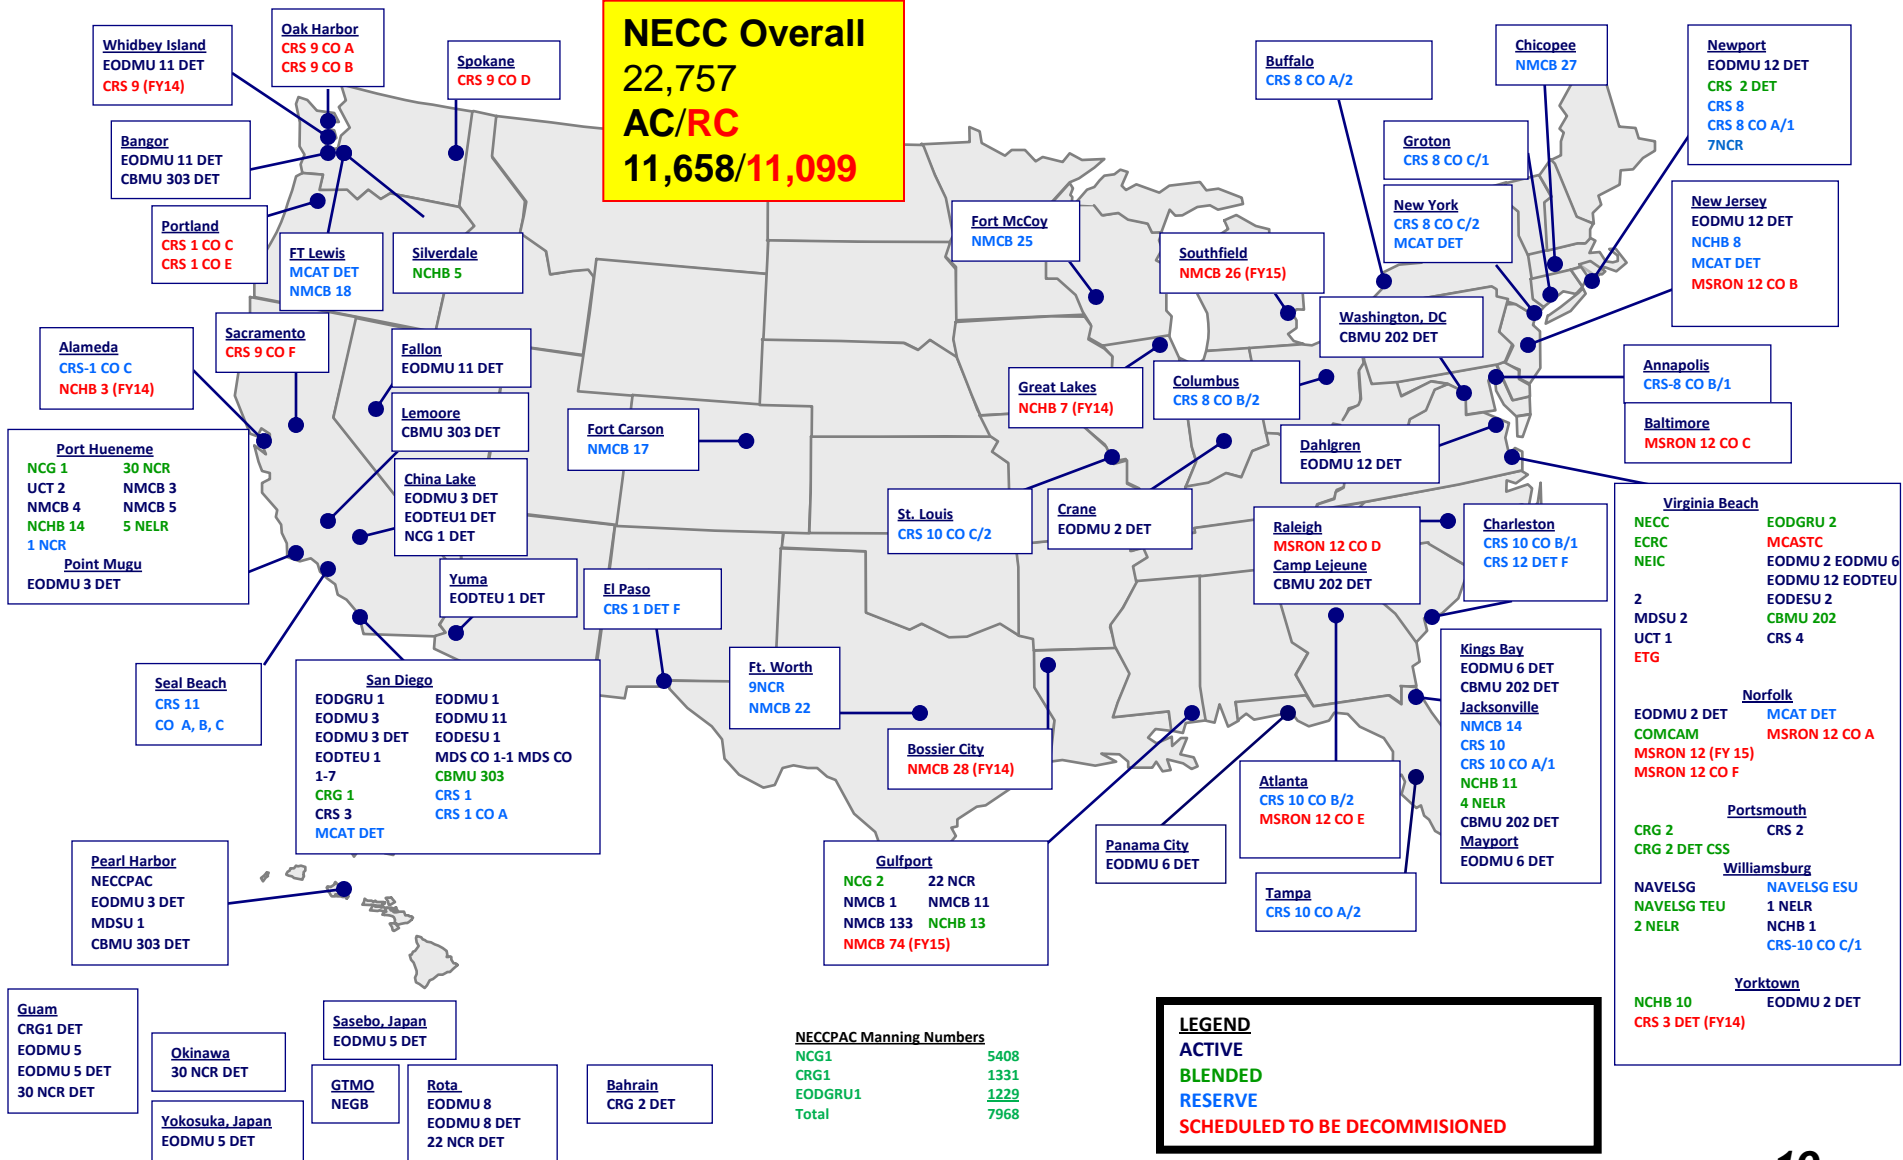 NECC Overall
22,757
AC/RC
11,658/11,099
Whidbey Island
EODMU 11 DET
CRS 9 (FY14)
Oak Harbor
CRS 9 CO A
CRS 9 CO B
Spokane
CRS 9 CO D
Bangor
EODMU 11 DET
CBMU 303 DET
Portland
CRS 1 CO C
CRS 1 CO E
FT Lewis
MCAT DET
NMCB 18
Silverdale
NCHB 5
Buffalo
CRS 8 CO A/2
Chicopee
NMCB 27
Newport
EODMU 12 DET
CRS 2 DET
CRS 8
CRS 8 CO A/1
7NCR
Groton
CRS 8 CO C/1
New York
CRS 8 CO C/2
MCAT DET
New Jersey
EODMU 12 DET
NCHB 8
MCAT DET
MSRON 12 CO B
Fort McCoy
NMCB 25
Southfield
NMCB 26 (FY15)
Washington, DC
CBMU 202 DET
Alameda
CRS-1 CO C
NCHB 3 (FY14)
Sacramento
CRS 9 CO F
Fallon
EODMU 11 DET
Lemoore
CBMU 303 DET
Fort Carson
NMCB 17
Great Lakes
NCHB 7 (FY14)
Columbus
CRS 8 CO B/2
Annapolis
CRS-8 CO B/1
Baltimore
MSRON 12 CO C
Dahlgren
EODMU 12 DET
Port Hueneme
NCG 1 30 NCR
UCT 2 NMCB 3
NMCB 4 NMCB 5
NCHB 14 5 NELR
1 NCR
Point Mugu
EODMU 3 DET
China Lake
EODMU 3 DET
EODTEU1 DET
NCG 1 DET
St. Louis
CRS 10 CO C/2
Crane
EODMU 2 DET
Raleigh
MSRON 12 CO D
Camp Lejeune
CBMU 202 DET
Charleston
CRS 10 CO B/1
CRS 12 DET F
Virginia Beach
NECC EODGRU 2
ECRC MCASTC
NEIC EODMU 2 EODMU 6
EODMU 12 EODTEU
2 EODESU 2
MDSU 2 CBMU 202
UCT 1 CRS 4
ETG
Norfolk
EODMU 2 DET MCAT DET
COMCAM MSRON 12 CO A
MSRON 12 (FY 15)
MSRON 12 CO F
Portsmouth
CRG 2 CRS 2
CRG 2 DET CSS
Williamsburg
NAVELSG NAVELSG ESU
NAVELSG TEU 1 NELR
2 NELR NCHB 1
CRS-10 CO C/1
Yorktown
NCHB 10 EODMU 2 DET
CRS 3 DET (FY14)
Yuma
EODTEU 1 DET
El Paso
CRS 1 DET F
Ft. Worth
9NCR
NMCB 22
Bossier City
NMCB 28 (FY14)
Seal Beach
CRS 11
CO A, B, C
San Diego
EODGRU 1 EODMU 1
EODMU 3 EODMU 11
EODMU 3 DET EODESU 1
EODTEU 1 MDS CO 1-1 MDS CO
1-7 CBMU 303
CRG 1 CRS 1
CRS 3 CRS 1 CO A
MCAT DET
Kings Bay
EODMU 6 DET
CBMU 202 DET
Jacksonville
NMCB 14
CRS 10
CRS 10 CO A/1
NCHB 11
4 NELR
CBMU 202 DET
Mayport
EODMU 6 DET
Atlanta
CRS 10 CO B/2
MSRON 12 CO E
Panama City
EODMU 6 DET
Tampa
CRS 10 CO A/2
Gulfport
NCG 2 22 NCR
NMCB 1 NMCB 11
NMCB 133 NCHB 13
NMCB 74 (FY15)
Pearl Harbor
NECCPAC
EODMU 3 DET
MDSU 1
CBMU 303 DET
Guam
CRG1 DET
EODMU 5
EODMU 5 DET
30 NCR DET
Okinawa
30 NCR DET
Yokosuka, Japan
EODMU 5 DET
Sasebo, Japan
EODMU 5 DET
GTMO
NEGB
Rota
EODMU 8
EODMU 8 DET
22 NCR DET
Bahrain
CRG 2 DET
NECCPAC Manning Numbers
NCG1 5408
CRG1 1331
EODGRU1 1229
Total 7968
LEGEND
ACTIVE
BLENDED
RESERVE
SCHEDULED TO BE DECOMMISIONED